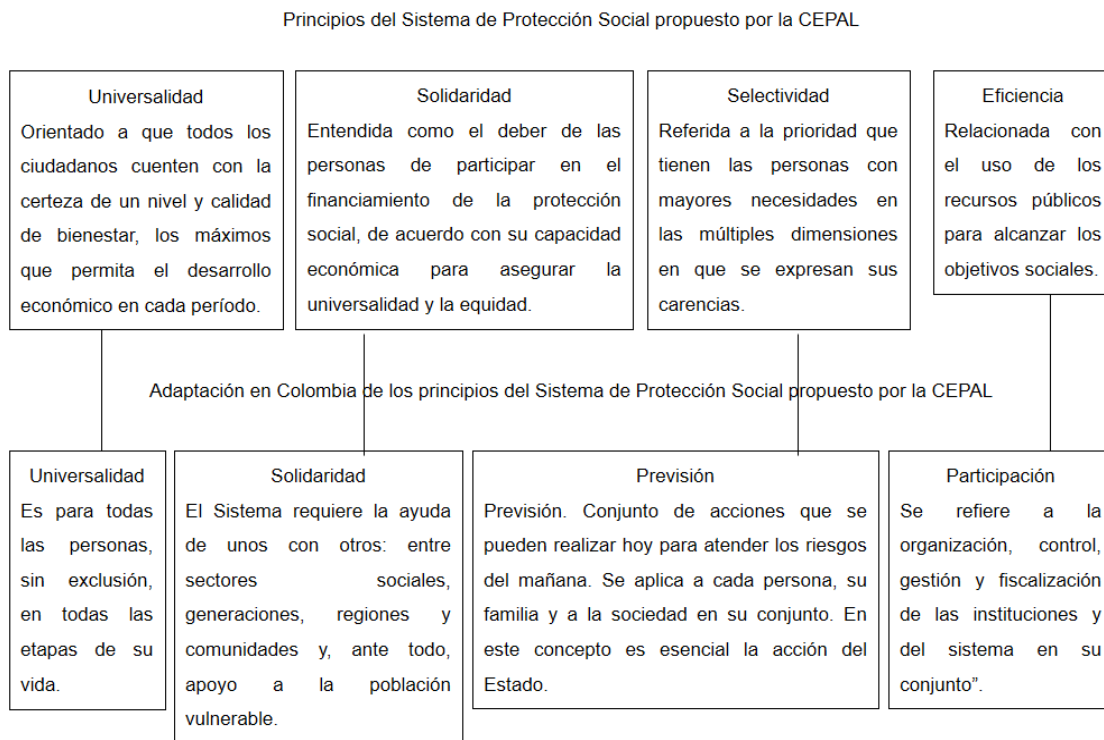 Principios del Sistema de Protección Social propuesto por la CEPAL
Universalidad
Orientado a que todos los
ciudadanos cuenten con la
certeza de un nivel y calidad
de bienestar, los máximos
que permita el desarrollo
económico en cada período.
Solidaridad
Entendida como el deber de las
personas de participar en el
financiamiento de la protección
social, de acuerdo con su capacidad
económica para asegurar la
universalidad y la equidad.
Selectividad
Referida a la prioridad que
tienen las personas con
mayores necesidades en
las múltiples dimensiones
en que se expresan sus
carencias.
Eficiencia
Relacionada con
el uso de los
recursos públicos
para alcanzar los
objetivos sociales.
Adaptación en Colombia de los principios del Sistema de Protección Social propuesto por la CEPAL
Universalidad
Es para todas
las personas,
sin exclusión,
en todas las
etapas de su
vida.
Solidaridad
El Sistema requiere la ayuda
de unos con otros: entre
sectores sociales,
generaciones, regiones y
comunidades y, ante todo,
apoyo a la población
vulnerable.
Previsión
Previsión. Conjunto de acciones que se
pueden realizar hoy para atender los riesgos
del mañana. Se aplica a cada persona, su
familia y a la sociedad en su conjunto. En
este concepto es esencial la acción del
Estado.
Participación
Se refiere a la
organización, control,
gestión y fiscalización
de las instituciones y
del sistema en su
conjunto”.